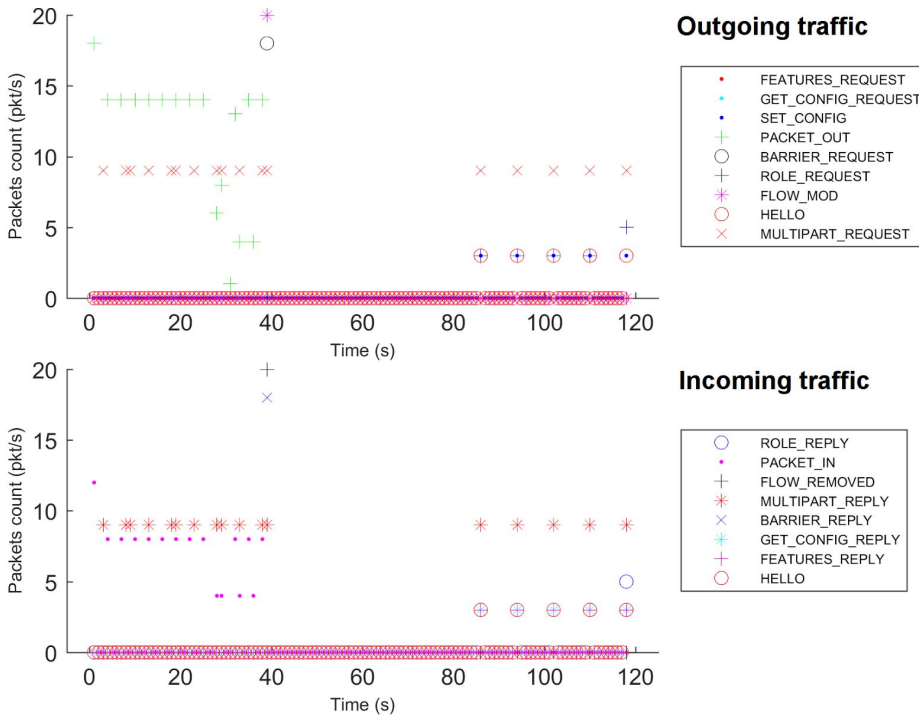 Outgoing traffic
Packets count (pkt/s)
20
15
10
5
0
0
20
40
60
80
100
120
Time (s)
FEATURES_REQUEST
GET_CONFIG_REQUEST
SET_CONFIG
PACKET_OUT
BARRIER_REQUEST
ROLE_REQUEST
FLOW_MOD
HELLO
MULTIPART_REQUEST
Incoming traffic
Packets count (pkt/s)
20
15
10
5
0
0
20
40
60
80
100
120
Time (s)
ROLE_REPLY
PACKET_IN
FLOW_REMOVED
MULTIPART_REPLY
BARRIER_REPLY
GET_CONFIG_REPLY
FEATURES_REPLY
HELLO